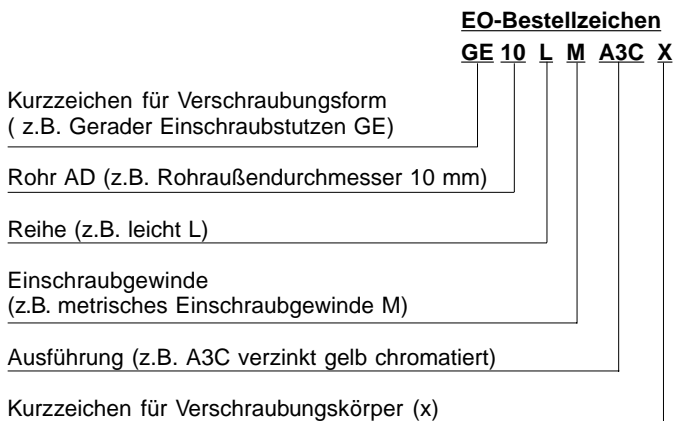 EO-Bestellzeichen
GE 10 L M A3C X
Kurzzeichen für Verschraubungsform
( z.B. Gerader Einschraubstutzen GE)
Rohr AD (z.B. Rohraußendurchmesser 10 mm)
Reihe (z.B. leicht L)
Einschraubgewinde
(z.B. metrisches Einschraubgewinde M)
Ausführung (z.B. A3C verzinkt gelb chromatiert)
Kurzzeichen für Verschraubungskörper (x)